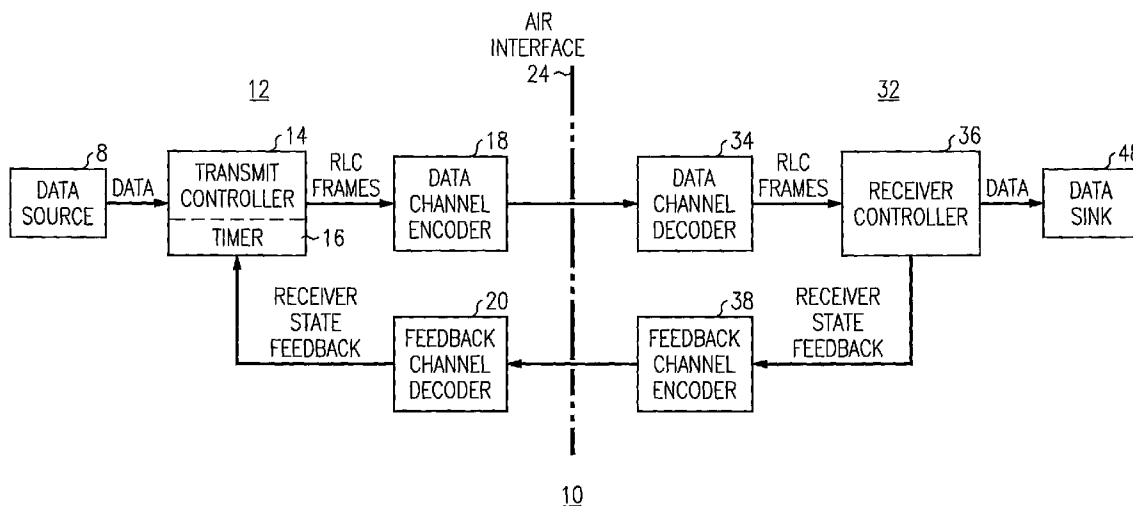 AIR
INTERFACE
24
12
32
8
DATA
SOURCE
DATA
14
TRANSMIT
CONTROLLER
TIMER
16
RLC
FRAMES
18
DATA
CHANNEL
ENCODER
34
DATA
CHANNEL
DECODER
RLC
FRAMES
36
RECEIVER
CONTROLLER
DATA
48
DATA
SINK
RECEIVER
STATE
FEEDBACK
20
FEEDBACK
CHANNEL
DECODER
38
FEEDBACK
CHANNEL
ENCODER
RECEIVER
STATE
FEEDBACK
10